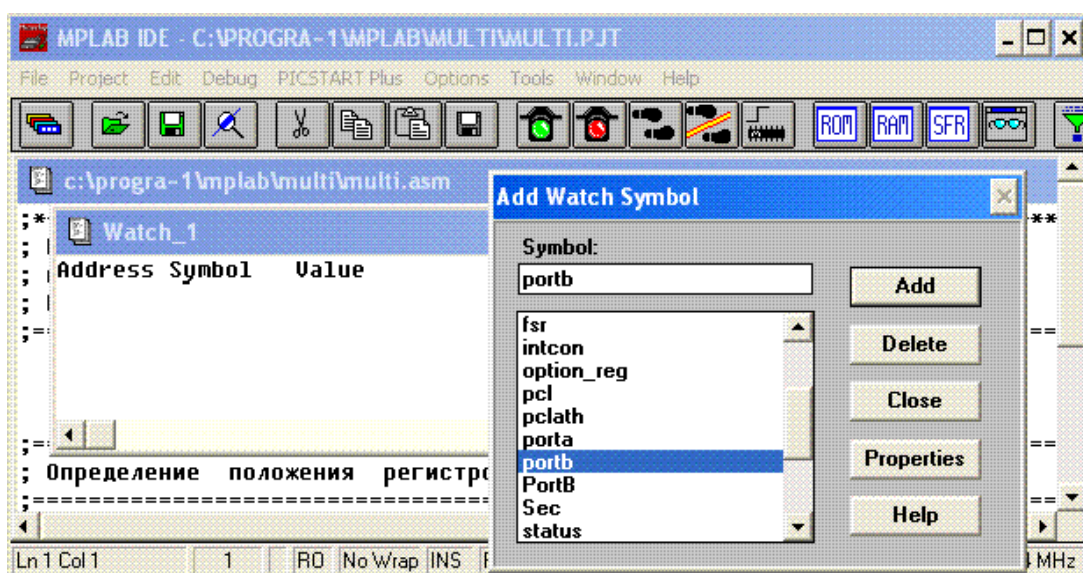 MPLAB IDE - C:\PROGRA~1\MPLAB\MULTI\MULTI.PJT
File Project Edit Debug PICSTART Plus Options Tools Window Help
ROM RAM SFR
c:\progra~1\mplab\multi\multi.asm
;*
**
;
;
;
;=
==
Watch_1
Address Symbol Value
Add Watch Symbol
Symbol:
portb
fsr
intcon
option_reg
pcl
pclath
porta
portb
PortB
Sec
status
Add
Delete
Close
Properties
Help
;=
==
; Определение положения регистро
;==========================================
==
Ln 1 Col 1 1 RO No Wrap INS
MHz